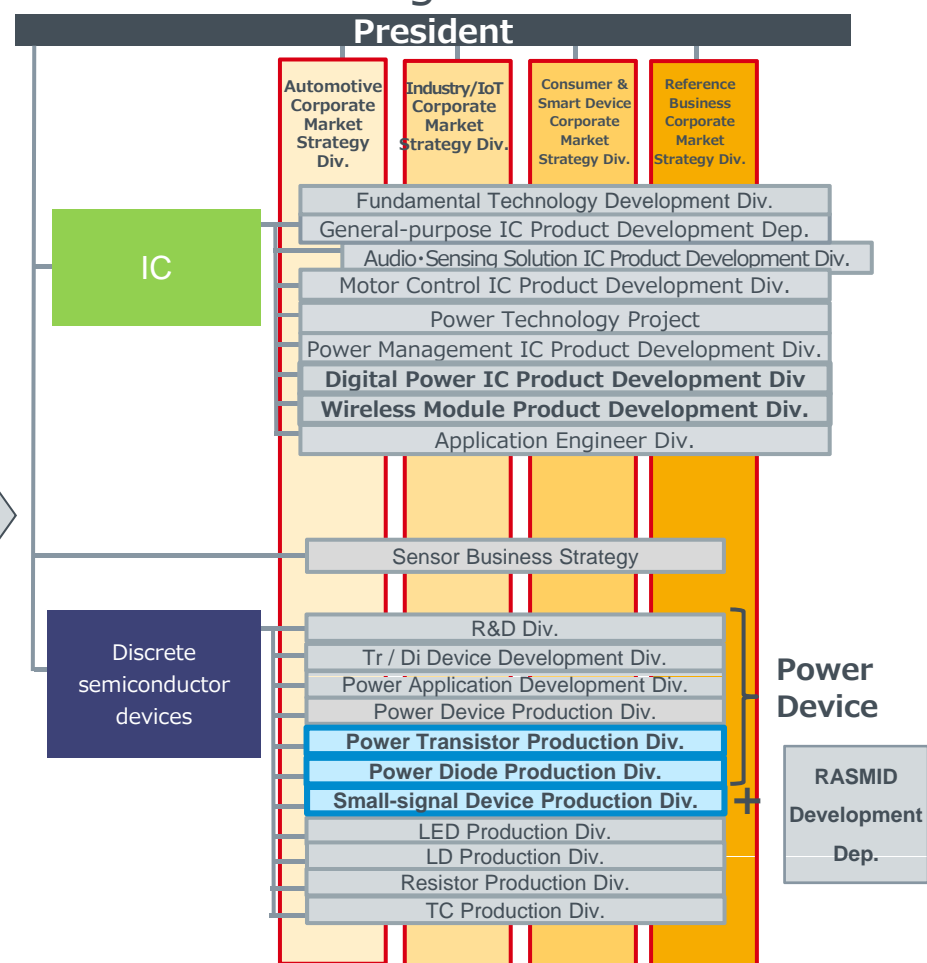 President
Automotive
Corporate
Market
Strategy
Div.
Industry/IoT
Corporate
Market
Strategy Div.
Consumer &
Smart Device
Corporate
Market
Strategy Div.
Reference
Business
Corporate
Market
Strategy Div.
IC
Fundamental Technology Development Div.
General-purpose IC Product Development Dep.
Audio・Sensing Solution IC Product Development Div.
Motor Control IC Product Development Div.
Power Technology Project
Power Management IC Product Development Div.
Digital Power IC Product Development Div
Wireless Module Product Development Div.
Application Engineer Div.
Sensor Business Strategy
Discrete
semiconductor
devices
R&D Div.
Tr / Di Device Development Div.
Power Application Development Div.
Power Device Production Div.
Power Transistor Production Div.
Power Diode Production Div.
Small-signal Device Production Div.
LED Production Div.
LD Production Div.
Resistor Production Div.
TC Production Div.
Power
Device
+
RASMID
Development
Dep.